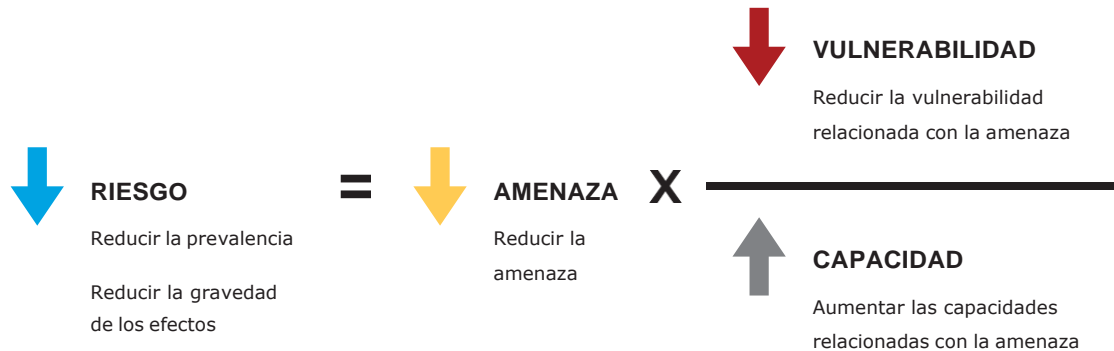 RIESGO
Reducir la prevalencia
Reducir la gravedad
de los efectos
=
AMENAZA
Reducir la
amenaza
X
VULNERABILIDAD
Reducir la vulnerabilidad
relacionada con la amenaza
CAPACIDAD
Aumentar las capacidades
relacionadas con la amenaza